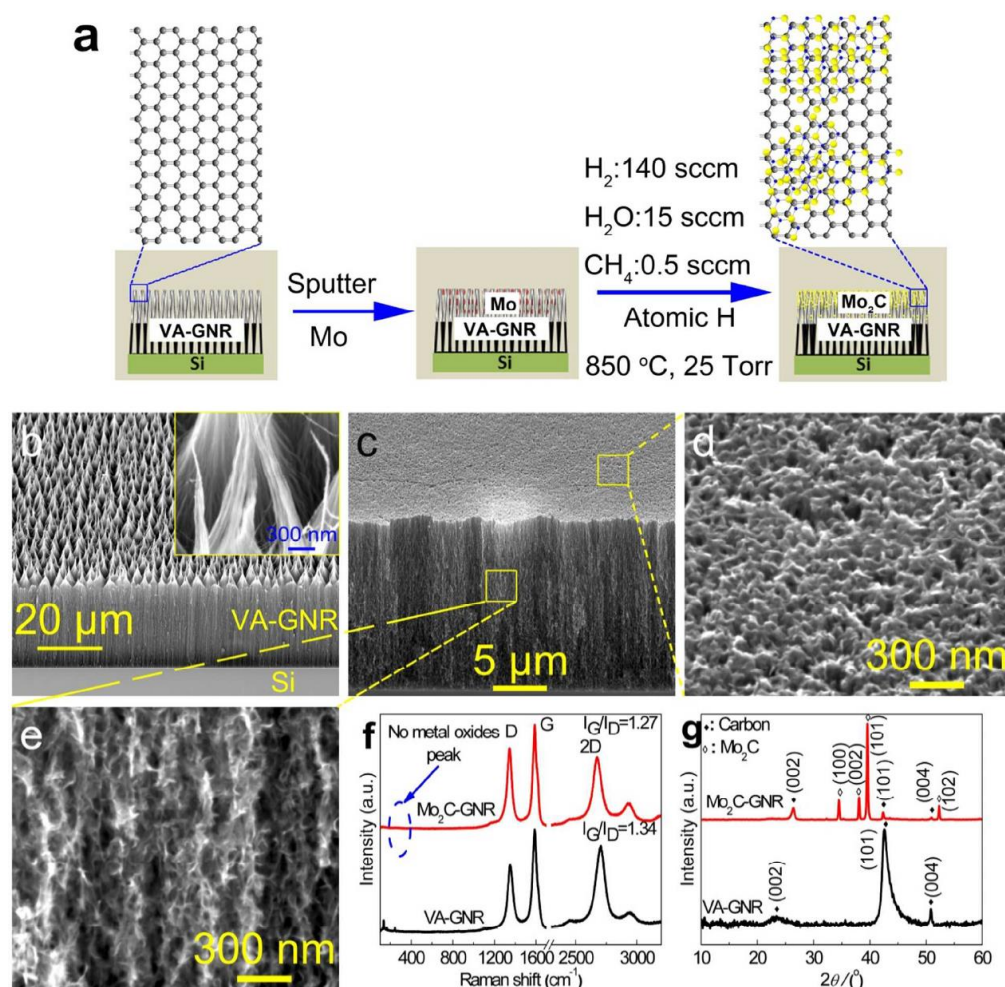 a
H₂:140 sccm
H₂O:15 sccm
CH₄:0.5 sccm
Sputter
Mo
Atomic H
850 °C, 25 Torr
VA-GNR
Si
Mo
VA-GNR
Si
Mo₂C
VA-GNR
Si
b
300 nm
20 µm
VA-GNR
Si
c
5 µm
d
300 nm
e
300 nm
f
No metal oxides
peak
D
G
I_G/I_D=1.27
2D
Mo₂C-GNR
I_G/I_D=1.34
VA-GNR
Intensity (a.u.)
400 800 1200 1600 2500 3000
Raman shift (cm⁻¹)
g
♦: Carbon
◊: Mo₂C
(002)
(100)
(002)
(101)
(101)
(004)
(102)
Mo₂C-GNR
(002)
(101)
(004)
VA-GNR
Intensity (a.u.)
10 20 30 40 50 60
2θ/(°)